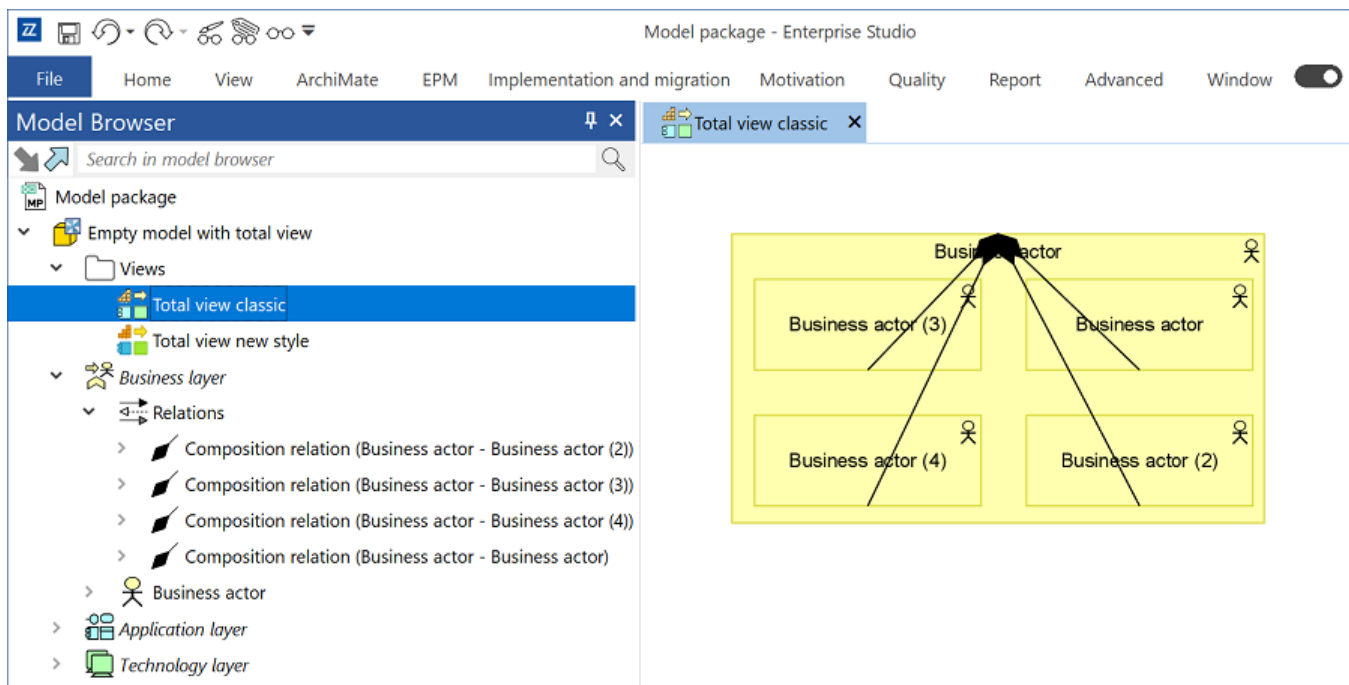 Model package - Enterprise Studio
File Home View ArchiMate EPM Implementation and migration Motivation Quality Report Advanced Window
Model Browser
Total view classic
Search in model browser
MP Model package
Empty model with total view
Views
Total view classic
Total view new style
Business layer
Relations
Composition relation (Business actor - Business actor (2))
Composition relation (Business actor - Business actor (3))
Composition relation (Business actor - Business actor (4))
Composition relation (Business actor - Business actor)
Business actor
Application layer
Technology layer
Business actor
Business actor (3) Business actor
Business actor (4) Business actor (2)